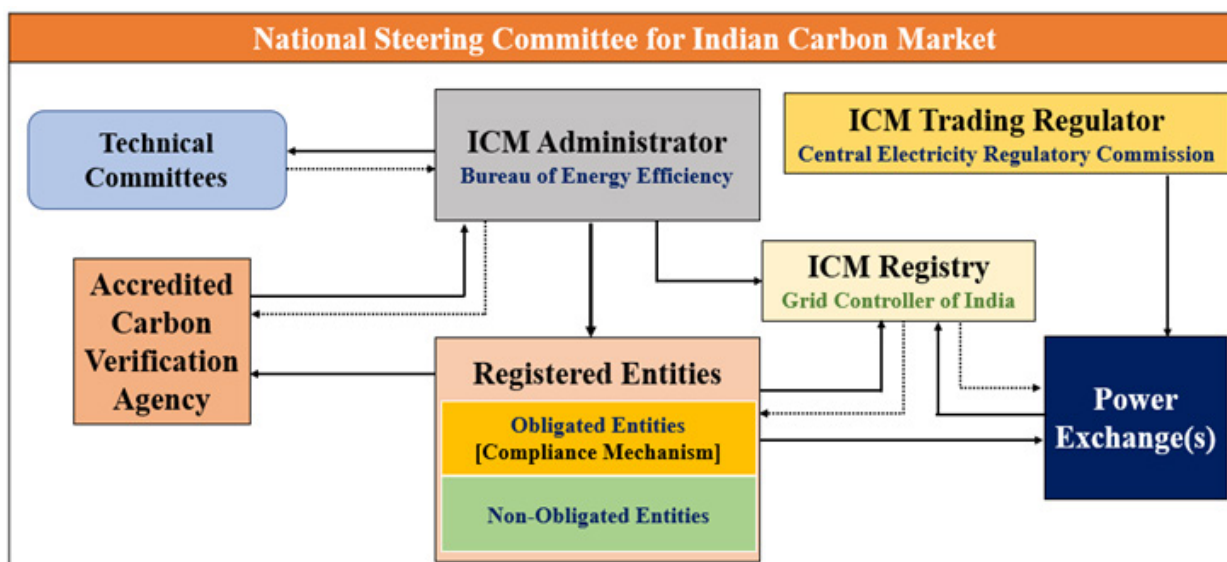 National Steering Committee for Indian Carbon Market
Technical
Committees
ICM Administrator
Bureau of Energy Efficiency
ICM Trading Regulator
Central Electricity Regulatory Commission
Accredited
Carbon
Verification
Agency
ICM Registry
Grid Controller of India
Registered Entities
Obligated Entities
[Compliance Mechanism]
Non-Obligated Entities
Power
Exchange(s)